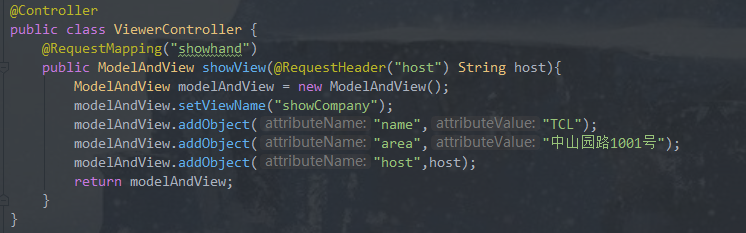 @Controller
public class ViewerController {
@RequestMapping("showhand")
public ModelAndView showView(@RequestHeader("host") String host){
ModelAndView modelAndView = new ModelAndView();
modelAndView.setViewName("showCompany");
modelAndView.addObject( attributeName: "name", attributeValue: "TCL");
modelAndView.addObject( attributeName: "area", attributeValue: "中山园路1001号");
modelAndView.addObject( attributeName: "host",host);
return modelAndView;
}
}